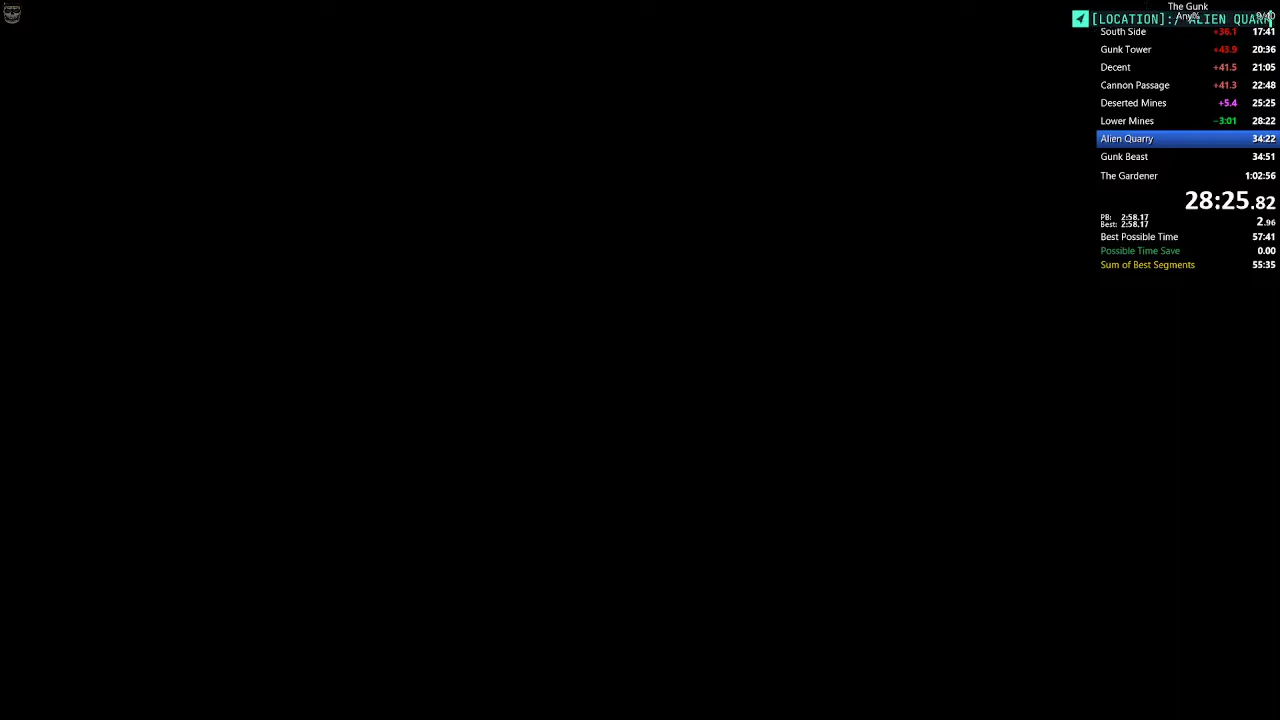 The Gunk
Any%
[LOCATION]:/ ALIEN QUARR
South Side +36.1 17:41
Gunk Tower +43.9 20:36
Decent +41.5 21:05
Cannon Passage +41.3 22:48
Deserted Mines +5.4 25:25
Lower Mines −3:01 28:22
Alien Quarry 34:22
Gunk Beast 34:51
The Gardener 1:02:56
28:25.82
PB: 2:58.17
Best: 2:58.17
2.96
Best Possible Time 57:41
Possible Time Save 0.00
Sum of Best Segments 55:35